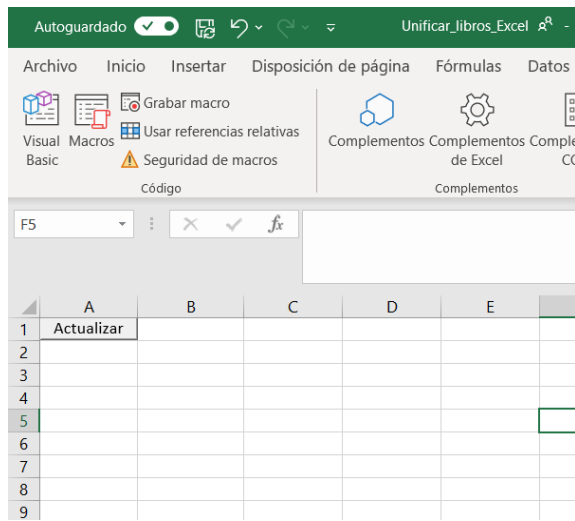 Autoguardado Unificar_libros_Excel -
Archivo Inicio Insertar Disposición de página Fórmulas Datos
Grabar macro
Usar referencias relativas
Visual Macros Complementos Complementos Comple
Basic Seguridad de macros de Excel CO
Código Complementos
F5 fx
A B C D E
1 Actualizar
2
3
4
5
6
7
8
9